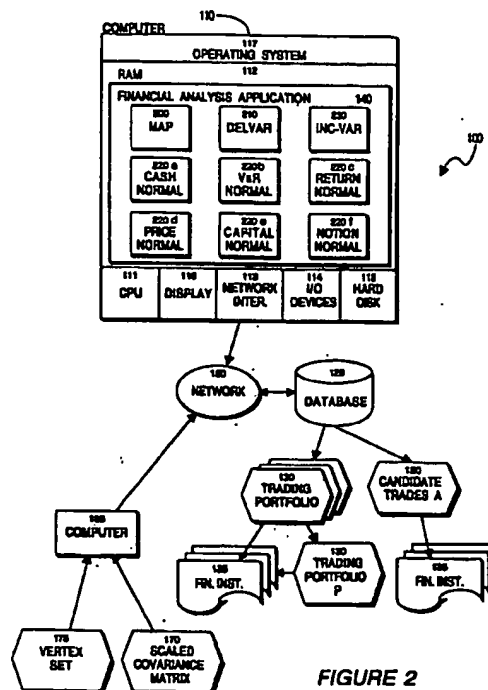 110
COMPUTER
117
OPERATING SYSTEM
RAM
112
FINANCIAL ANALYSIS APPLICATION
140
200
MAP
210
DELVAR
230
INC-VAR
220 a
CASH
NORMAL
220b
VaR
NORMAL
220 c
RETURN
NORMAL
220 d
PRICE
NORMAL
220 e
CAPITAL
NORMAL
220 f
NOTION
NORMAL
111
CPU
116
DISPLAY
113
NETWORK
INTER.
114
I/O
DEVICES
HARD
DISK
100
NETWORK
DATABASE
130
TRADING
PORTFOLIO
CANDIDATE
TRADES A
COMPUTER
FIN. INST.
130
TRADING
PORTFOLIO
P
FIN. INST.
VERTEX
SET
170
SCALED
COVARIANCE
MATRIX
FIGURE 2